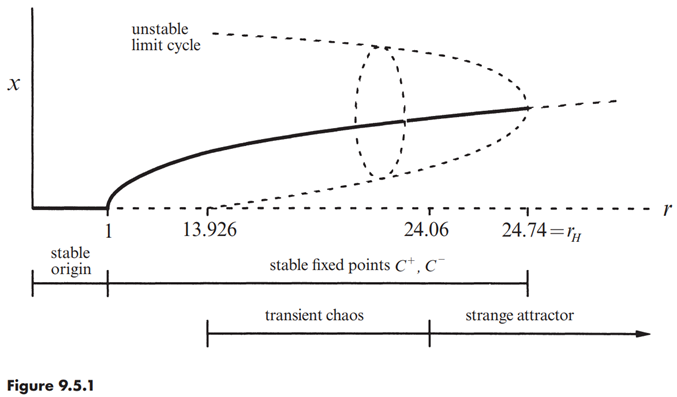 unstable
limit cycle
x
r
1
13.926
24.06
24.74=r_H
stable
origin
stable fixed points C⁺, C⁻
transient chaos
strange attractor
Figure 9.5.1